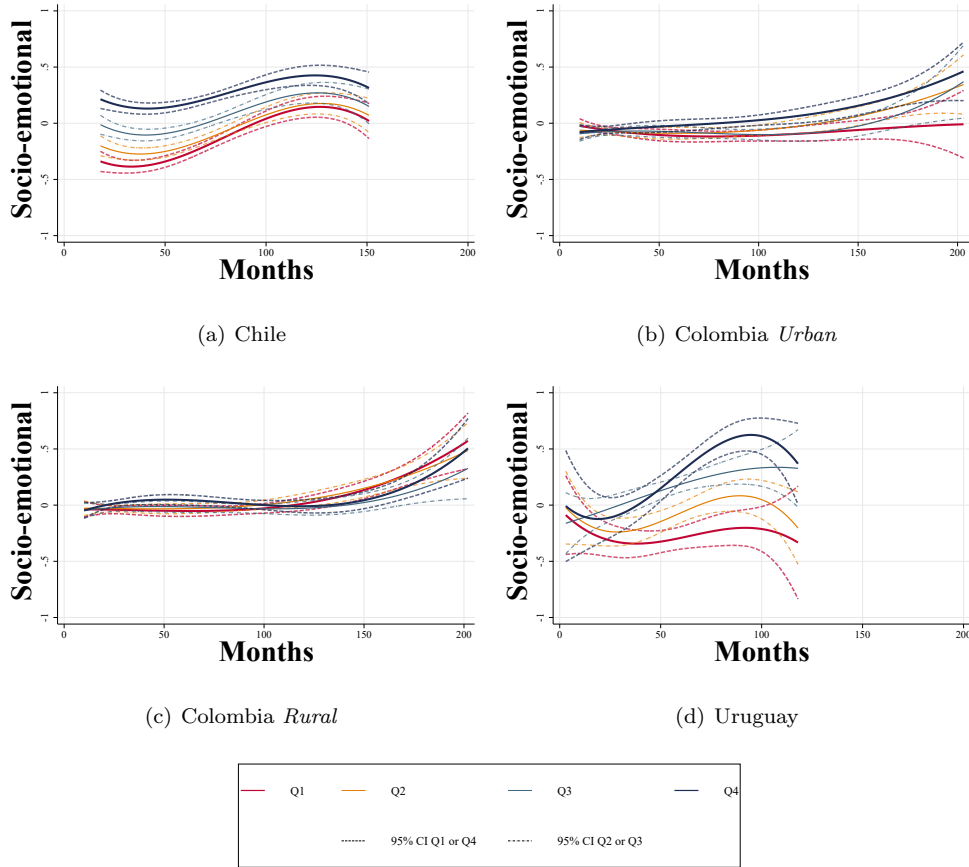 Socio-emotional
1
.5
0
-.5
-1
0 50 100 150 200
Months
(a) Chile
Socio-emotional
1
.5
0
-.5
-1
0 50 100 150 200
Months
(b) Colombia Urban
Socio-emotional
1
.5
0
-.5
-1
0 50 100 150 200
Months
(c) Colombia Rural
Socio-emotional
1
.5
0
-.5
-1
0 50 100 150 200
Months
(d) Uruguay
Q1 Q2 Q3 Q4
95% CI Q1 or Q4 95% CI Q2 or Q3